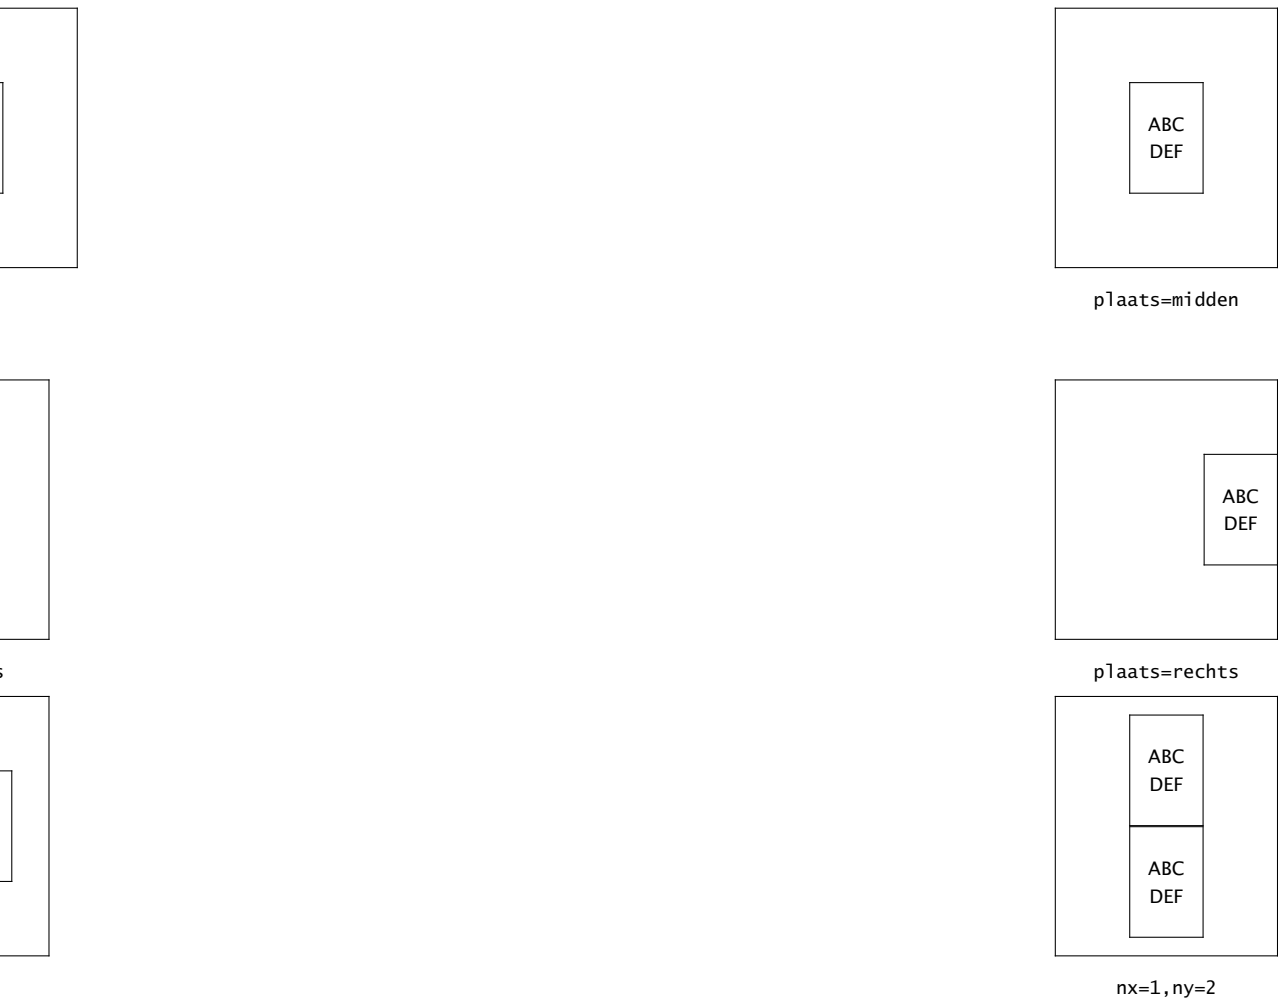 ABC
DEF
plaats=midden
ABC
DEF
s
plaats=rechts
ABC
DEF
ABC
DEF
nx=1,ny=2